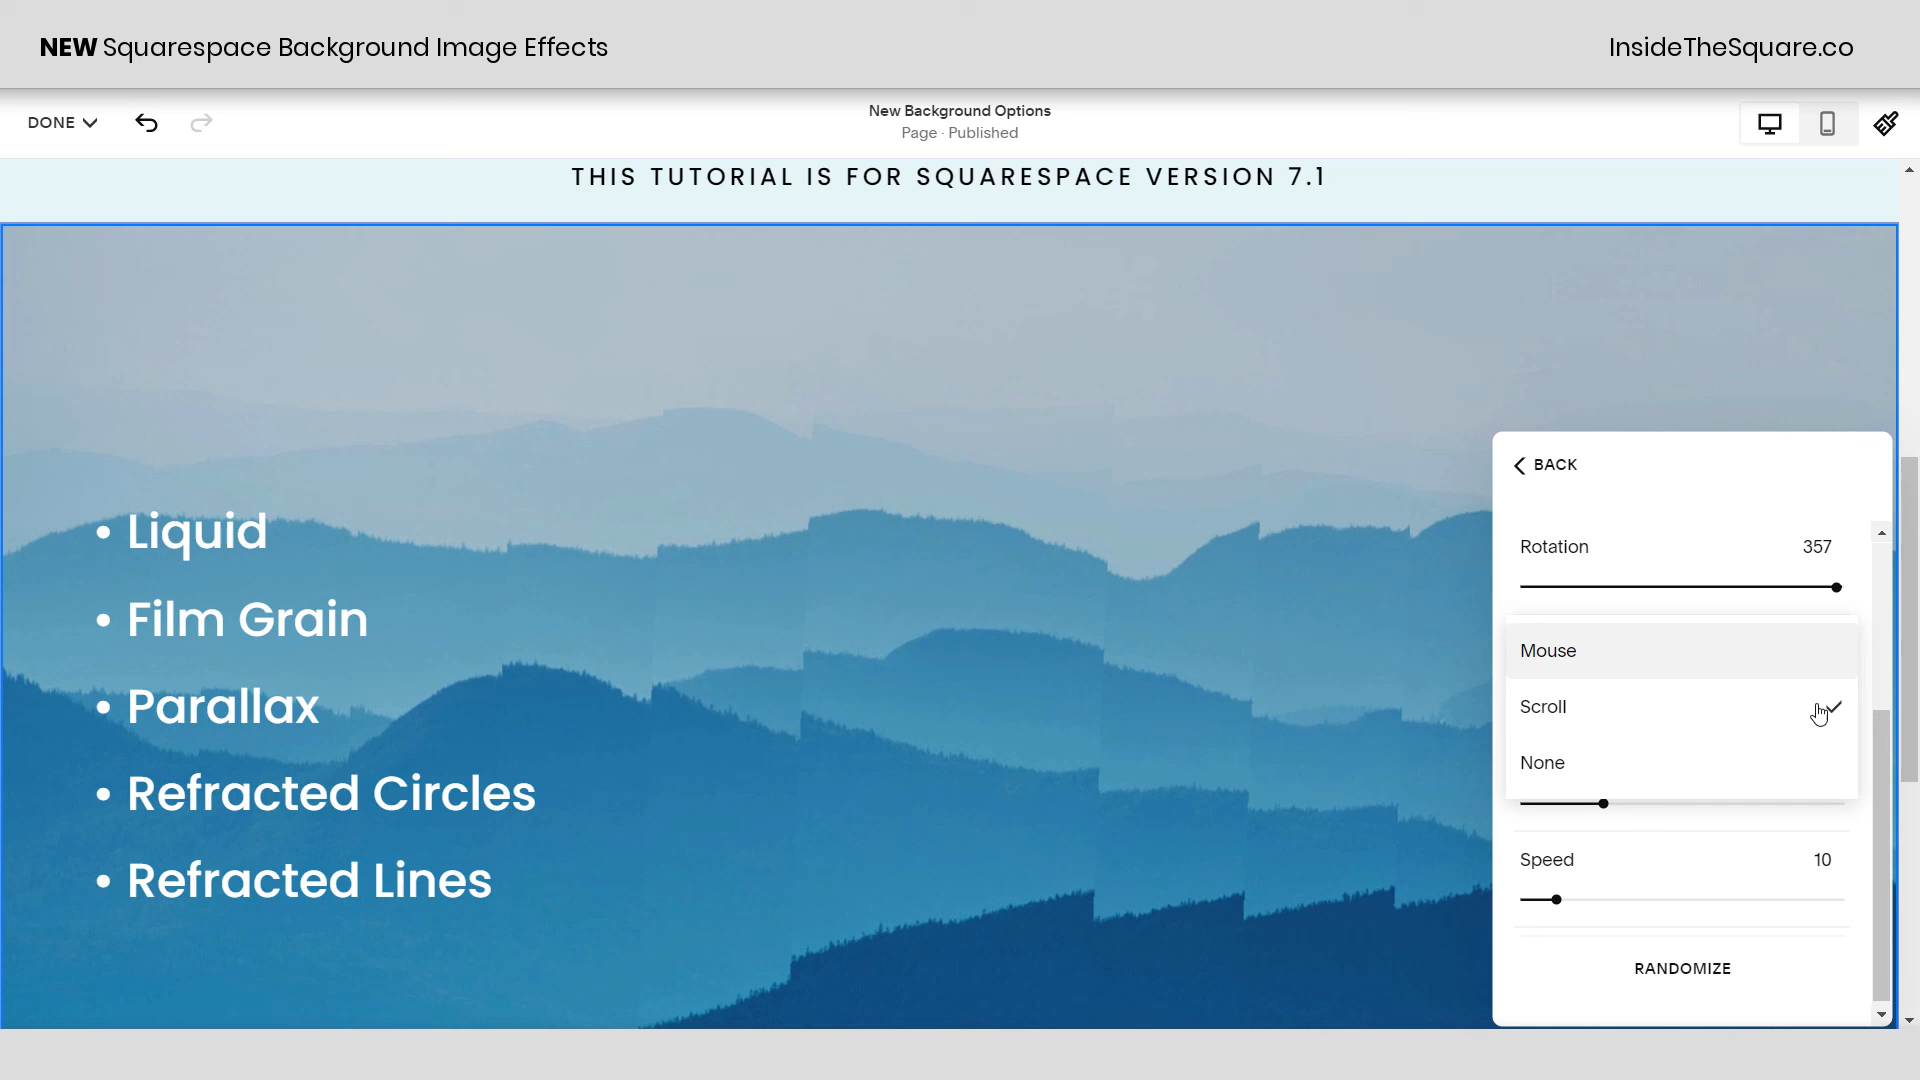 NEW Squarespace Background Image Effects
InsideTheSquare.co
DONE
New Background Options
Page · Published
THIS TUTORIAL IS FOR SQUARESPACE VERSION 7.1
• Liquid
• Film Grain
• Parallax
• Refracted Circles
• Refracted Lines
BACK
Rotation 357
Mouse
Scroll
None
Speed 10
RANDOMIZE